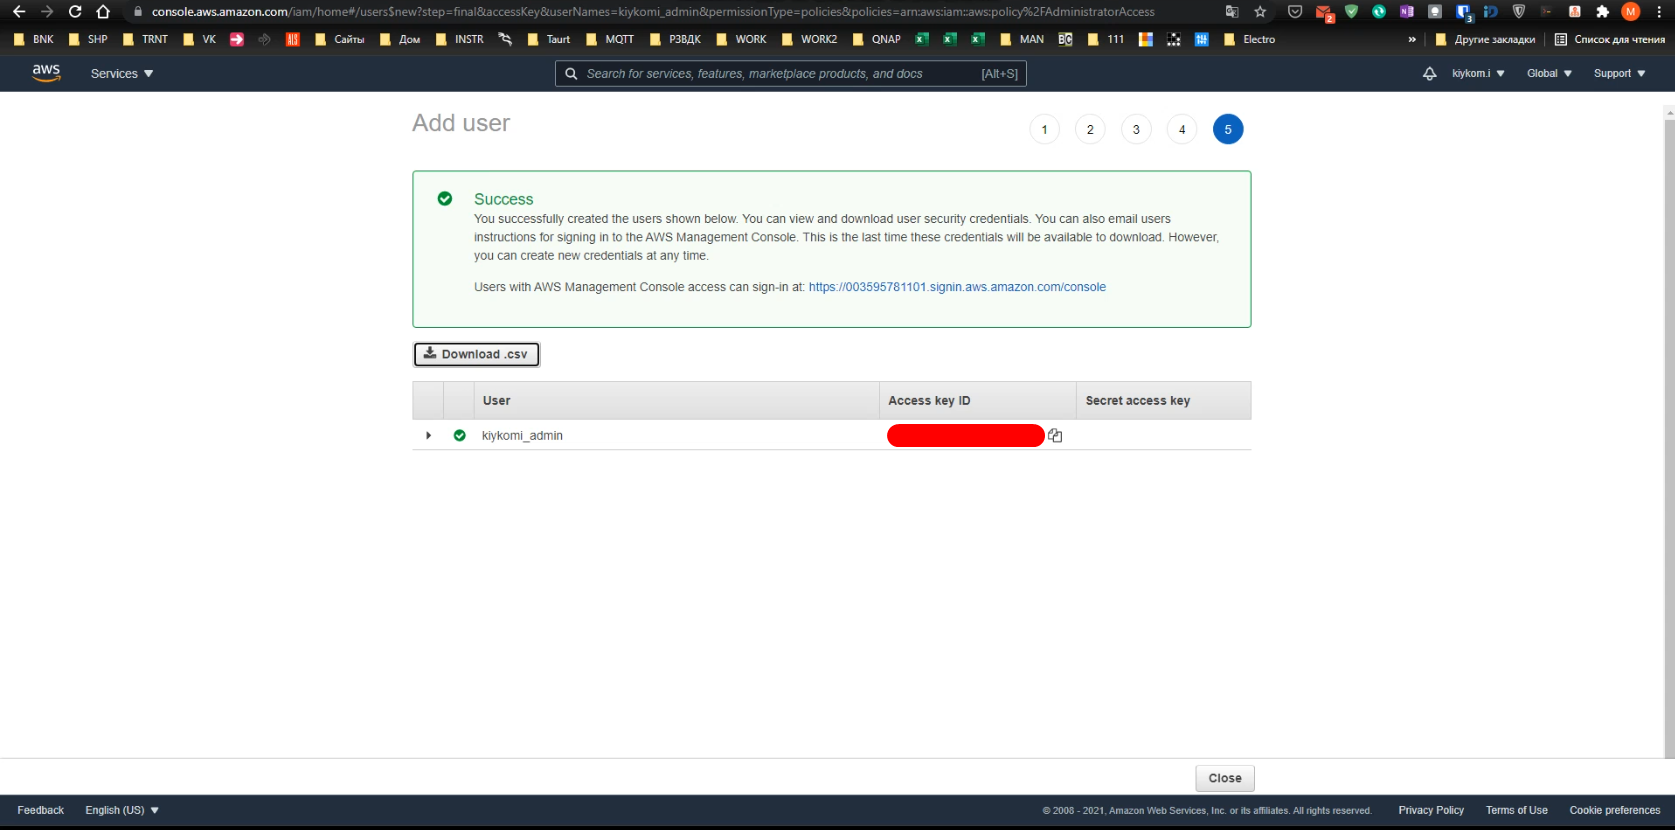 console.aws.amazon.com/iam/home#/users$new?step=final&accessKey&userNames=kiykomi_admin&permissionType=policies&policies=arn:aws:iam::aws:policy%2FAdministratorAccess
2
3
M
BNK SHP TRNT VK Сайты Дом INSTR Taurt MQTT РЗВДК WORK WORK2 QNAP MAN BC 111 Electro » Другие закладки Список для чтения
aws Services Search for services, features, marketplace products, and docs [Alt+S] kiykom.i Global Support
Add user
1 2 3 4 5
Success
You successfully created the users shown below. You can view and download user security credentials. You can also email users
instructions for signing in to the AWS Management Console. This is the last time these credentials will be available to download. However,
you can create new credentials at any time.
Users with AWS Management Console access can sign-in at: https://003595781101.signin.aws.amazon.com/console
Download .csv
User Access key ID Secret access key
kiykomi_admin
Close
Feedback English (US) © 2008 - 2021, Amazon Web Services, Inc. or its affiliates. All rights reserved. Privacy Policy Terms of Use Cookie preferences